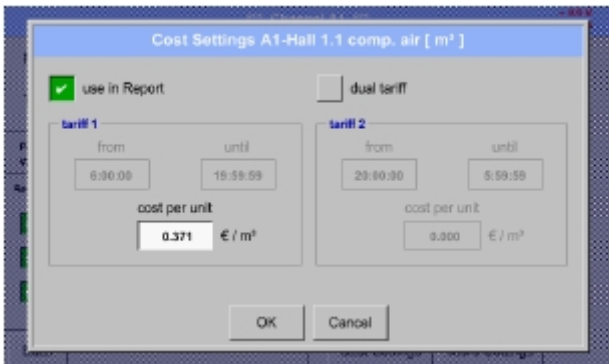 Cost Settings A1-Hall 1.1 comp. air [ m³ ]
use in Report
dual tariff
tariff 1
from until
6:00:00 19:59:59
cost per unit
0.371 € / m³
tariff 2
from until
20:00:00 5:59:59
cost per unit
0.000 € / m³
OK Cancel